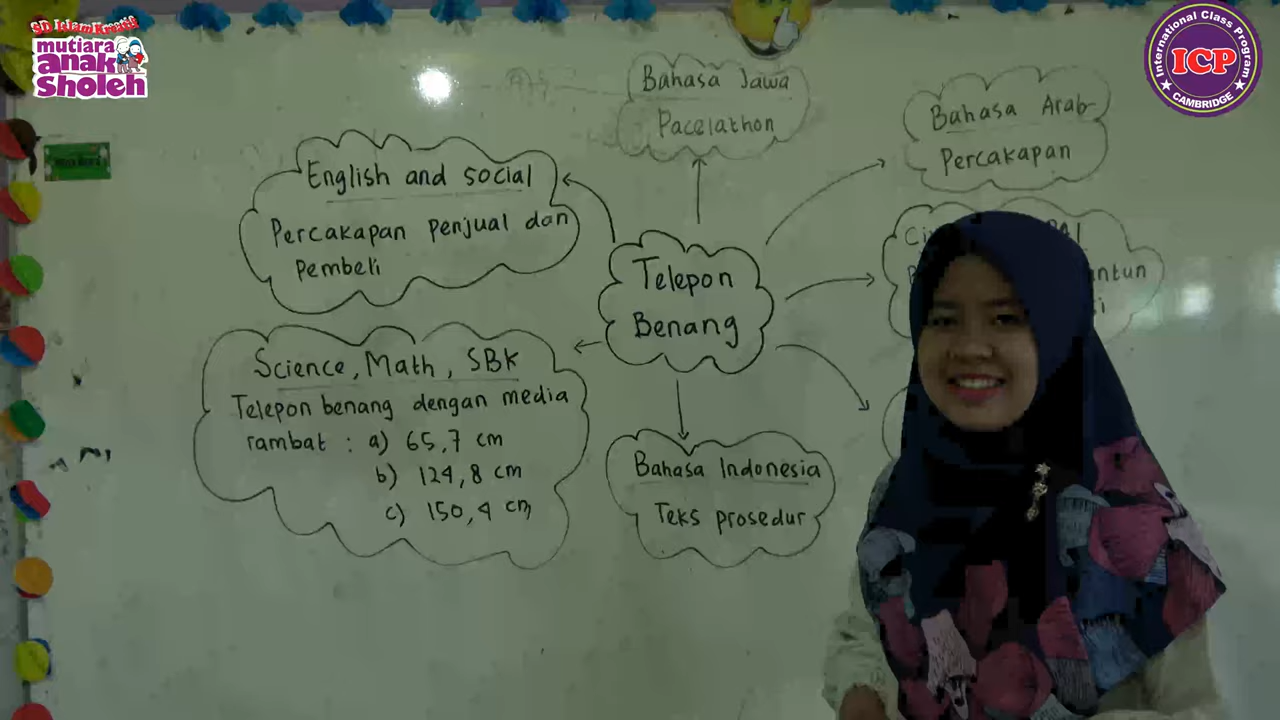 SD Islam Kreatif
mutiara
anak
Sholeh
International Class Program
ICP
CAMBRIDGE
Bahasa Jawa
Pacelathon
Bahasa Arab
Percakapan
English and social
Percakapan penjual dan
pembeli
Telepon
Benang
Science, Math, SBK
Telepon benang dengan media
rambat : a) 65,7 cm
b) 124,8 cm
c) 150,4 cm
Bahasa Indonesia
Teks prosedur